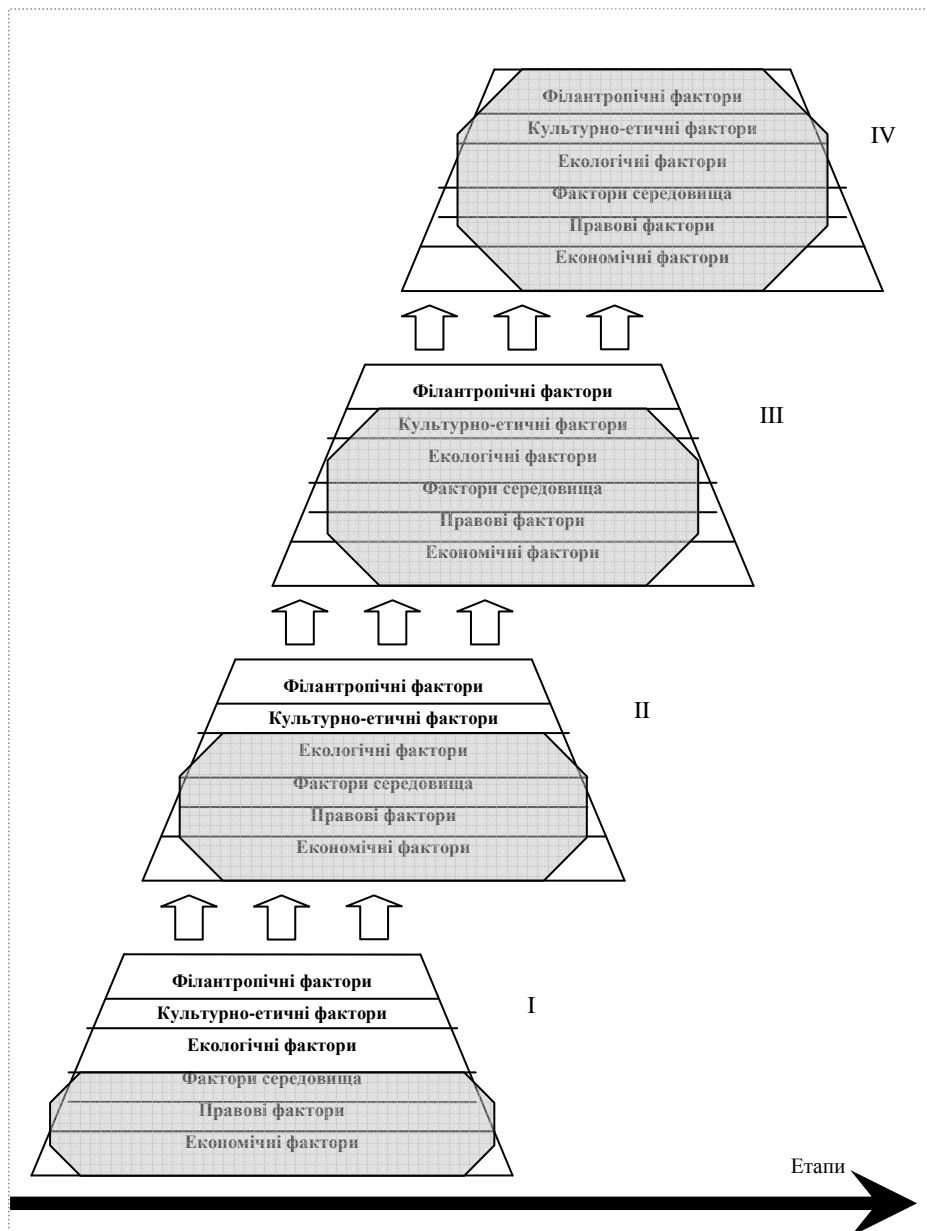 Філантропічні фактори
Культурно-етичні фактори
IV
Екологічні фактори
Фактори середовища
Правові фактори
Економічні фактори
Філантропічні фактори
III
Культурно-етичні фактори
Екологічні фактори
Фактори середовища
Правові фактори
Економічні фактори
Філантропічні фактори
II
Культурно-етичні фактори
Екологічні фактори
Фактори середовища
Правові фактори
Економічні фактори
Філантропічні фактори
I
Культурно-етичні фактори
Екологічні фактори
Фактори середовища
Правові фактори
Економічні фактори
Етапи